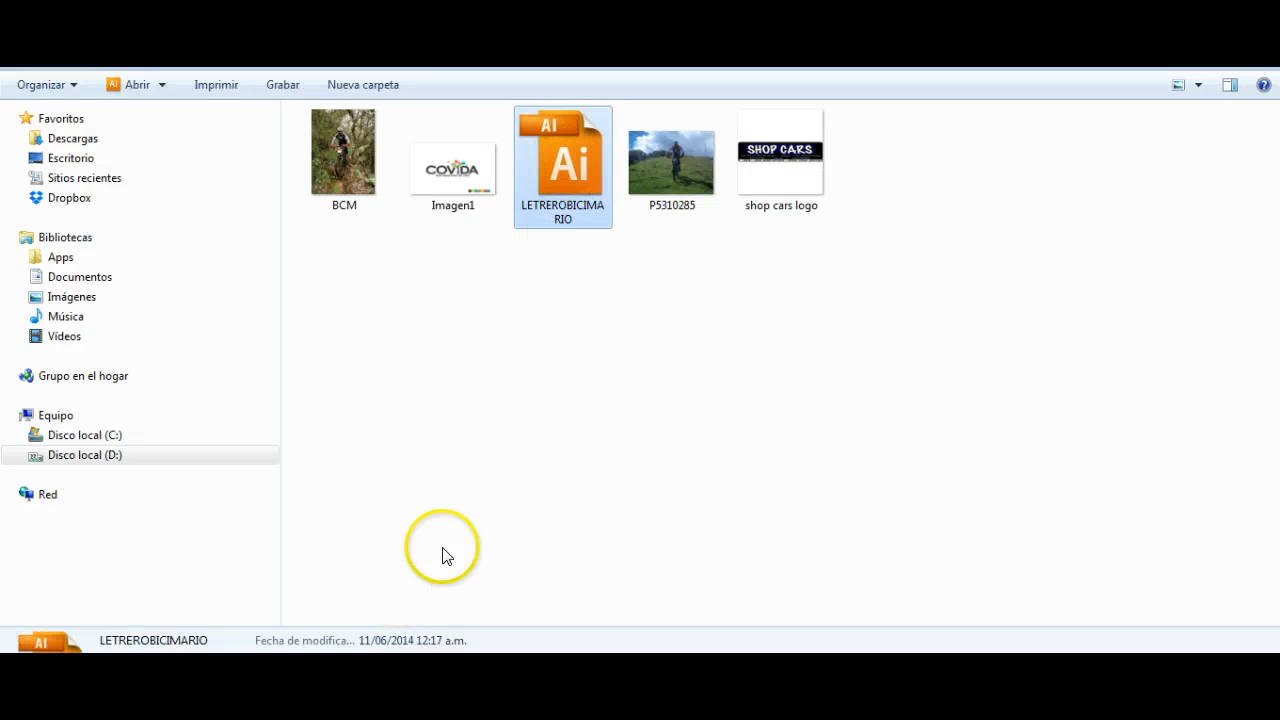 Organizar
Abrir
Imprimir
Grabar
Nueva carpeta
Favoritos
Descargas
Escritorio
Sitios recientes
Dropbox
Bibliotecas
Apps
Documentos
Imágenes
Música
Vídeos
Grupo en el hogar
Equipo
Disco local (C:)
Disco local (D:)
Red
BCM
COVIDA
Imagen1
AI
Ai
LETREROBICIMA
RIO
P5310285
SHOP CARS
shop cars logo
AI
LETREROBICIMARIO
Fecha de modifica... 11/06/2014 12:17 a.m.